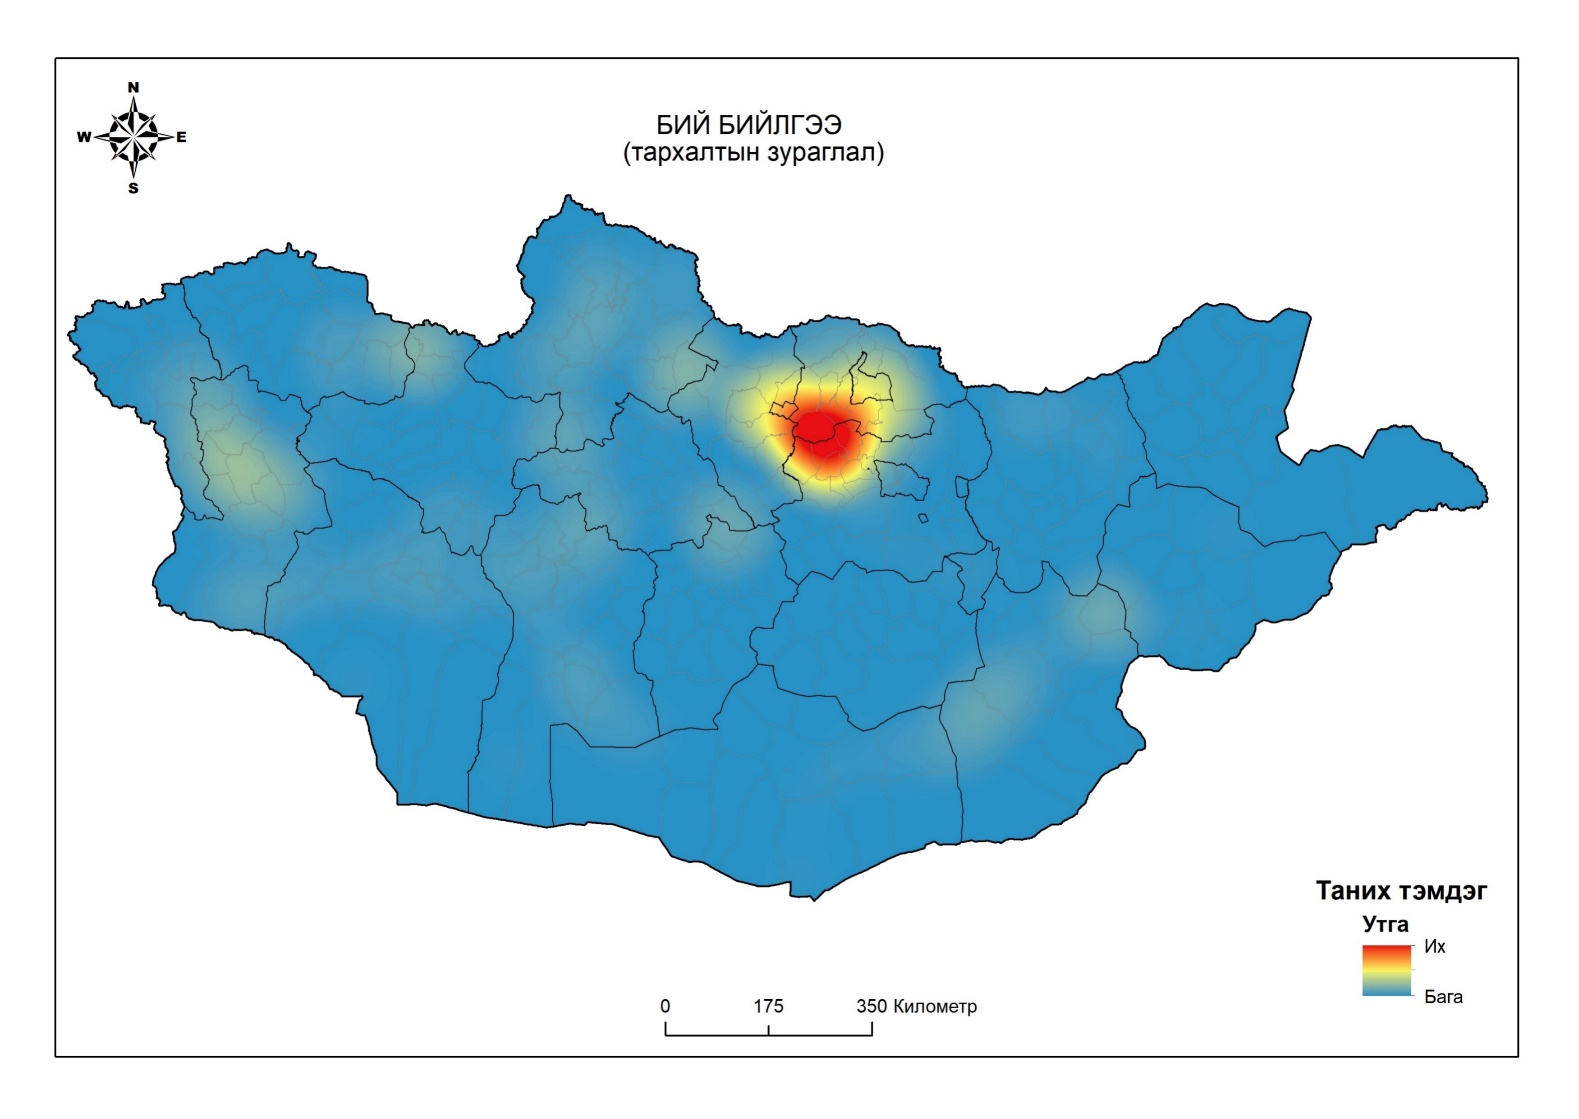 N
W E
S
БИЙ БИЙЛГЭЭ
(тархалтын зураглал)
Таних тэмдэг
Утга
Их
Бага
0 175 350 Километр